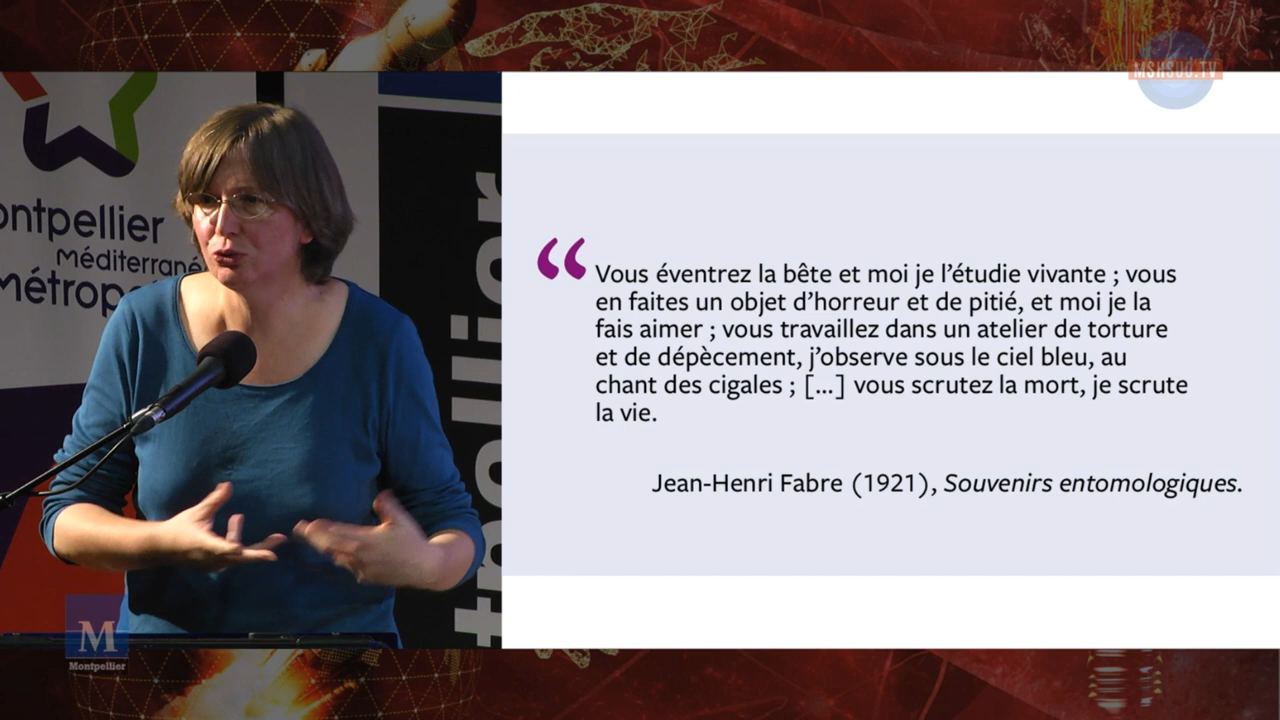 MSHSUD.TV
ontpellier
méditerrané
métrop
Vous éventrez la bête et moi je l’étudie vivante ; vous
en faites un objet d’horreur et de pitié, et moi je la
fais aimer ; vous travaillez dans un atelier de torture
et de dépècement, j’observe sous le ciel bleu, au
chant des cigales ; [...] vous scrutez la mort, je scrute
la vie.
Jean-Henri Fabre (1921), Souvenirs entomologiques.
tpellier
M
Montpellier